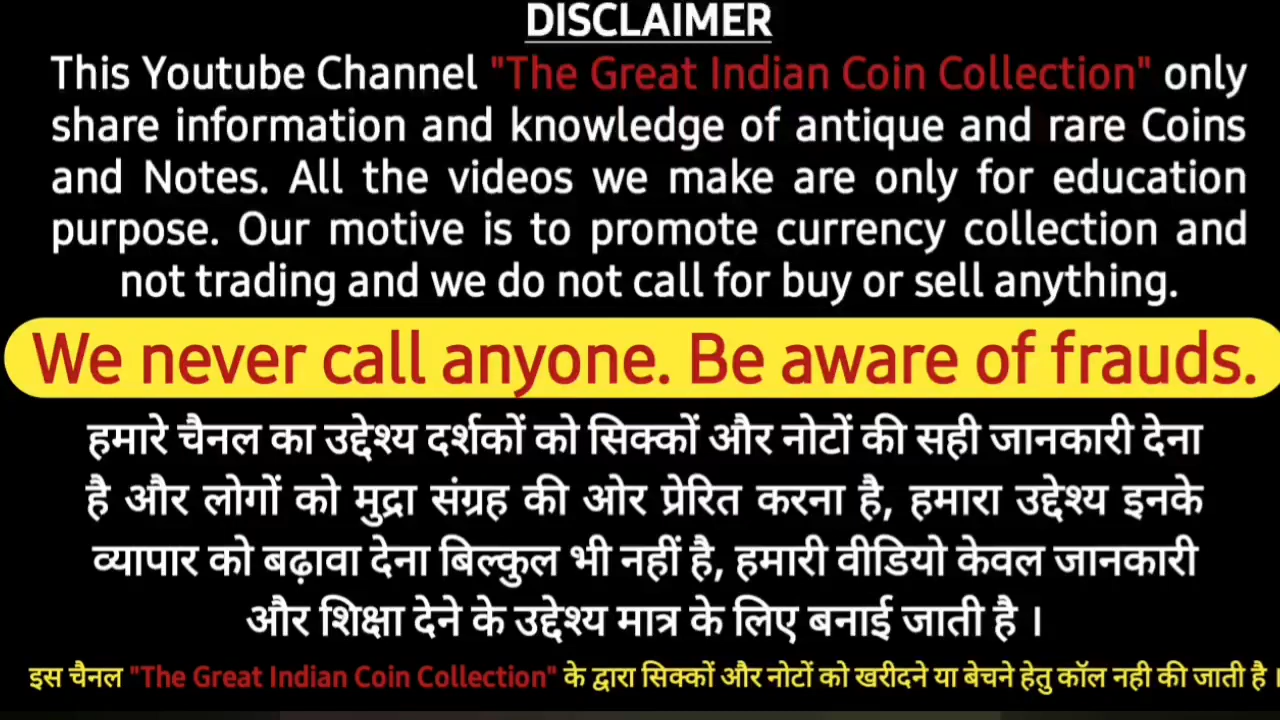 DISCLAIMER
This Youtube Channel "The Great Indian Coin Collection" only
share information and knowledge of antique and rare Coins
and Notes. All the videos we make are only for education
purpose. Our motive is to promote currency collection and
not trading and we do not call for buy or sell anything.
We never call anyone. Be aware of frauds.
हमारे चैनल का उद्देश्य दर्शकों को सिक्कों और नोटों की सही जानकारी देना
है और लोगों को मुद्रा संग्रह की ओर प्रेरित करना है, हमारा उद्देश्य इनके
व्यापार को बढ़ावा देना बिल्कुल भी नहीं है, हमारी वीडियो केवल जानकारी
और शिक्षा देने के उद्देश्य मात्र के लिए बनाई जाती है ।
इस चैनल "The Great Indian Coin Collection" के द्वारा सिक्कों और नोटों को खरीदने या बेचने हेतु कॉल नही की जाती है ।